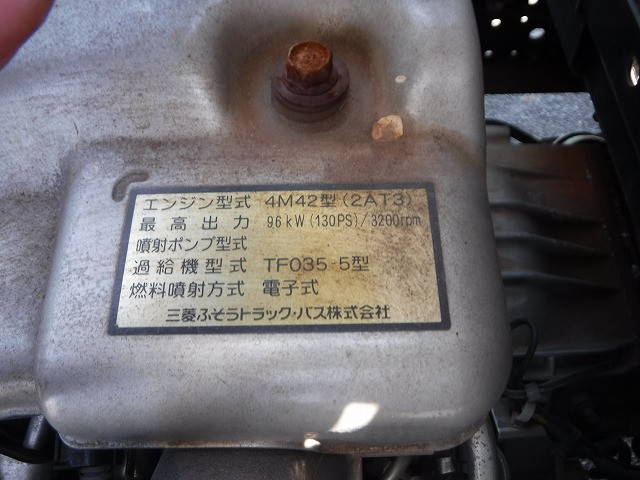 エンジン型式 4M42型(2AT3)
最高出力 96kW(130PS)/3200rpm
噴射ポンプ型式
過給機型式 TF035-5型
燃料噴射方式 電子式
三菱ふそうトラック・バス株式会社